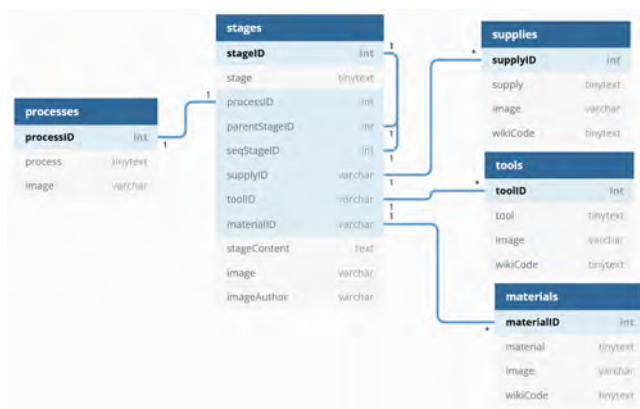 stages
stageID int
stage tinytext
processID int
parentStageID int
seqStageID int
supplyID varchar
toolID varchar
materialID varchar
stageContent text
image varchar
imageAuthor varchar
processes
processID int
process tinytext
image varchar
supplies
supplyID int
supply tinytext
image varchar
wikiCode tinytext
tools
toolID int
tool tinytext
image varchar
wikiCode tinytext
materials
materialID int
material tinytext
image varchar
wikiCode tinytext
1
1
1
1
1
1
1
1
*
*
*